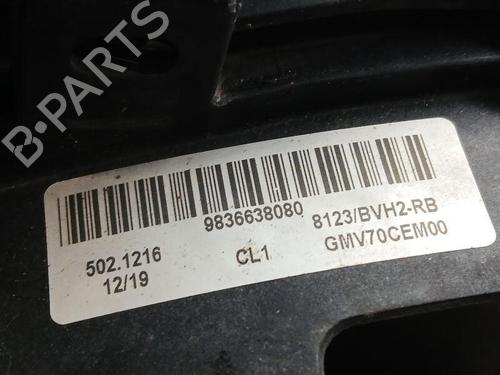 B-PARTS
9836638080
8123/BVH2-RB
502.1216
CL1
GMV70CEM00
12/19